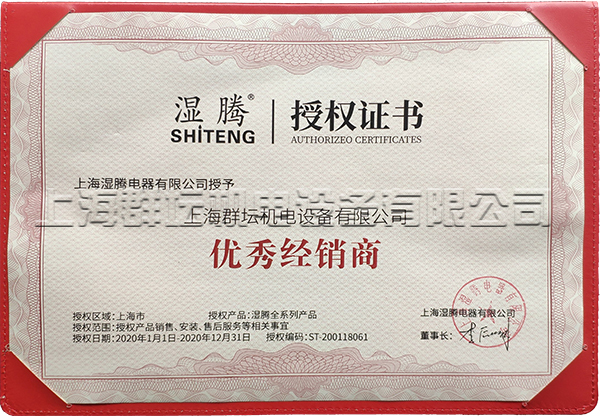 湿腾®
SHiTENG
授权证书
AUTHORIZEO CERTIFICATES
上海湿腾电器有限公司授予
上海群坛机电设备有限公司
上海群坛机电设备有限公司
优秀经销商
授权区域:上海市 授权产品:湿腾全系列产品
授权范围:授权产品销售、安装、售后服务等相关事宜
授权日期:2020年1月1日-2020年12月31日 授权编码:ST-200118061
上海湿腾电器有限公司
董事长: